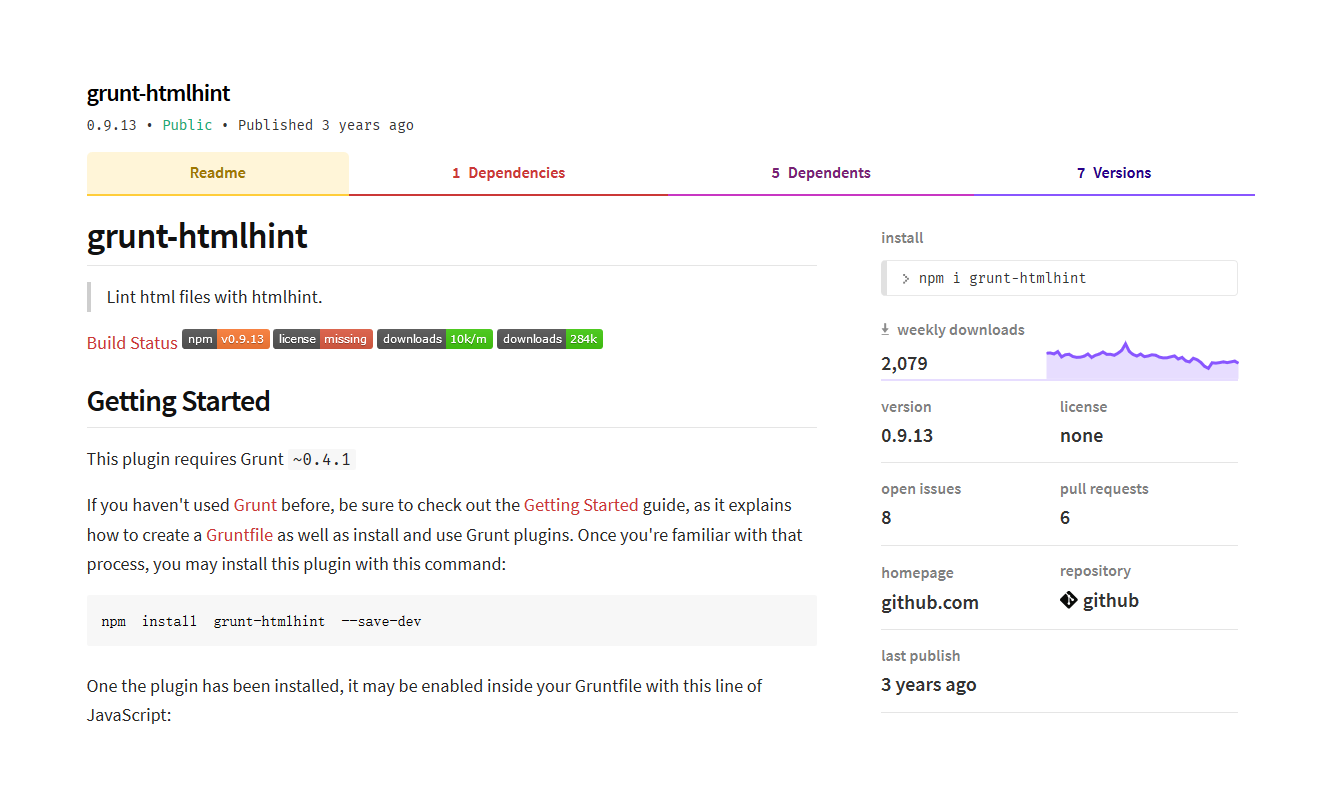 grunt-htmlhint
0.9.13 • Public • Published 3 years ago
Readme
1 Dependencies
5 Dependents
7 Versions
grunt-htmlhint
Lint html files with htmlhint.
Build Status npm v0.9.13 license missing downloads 10k/m downloads 284k
Getting Started
This plugin requires Grunt ~0.4.1
If you haven't used Grunt before, be sure to check out the Getting Started guide, as it explains
how to create a Gruntfile as well as install and use Grunt plugins. Once you're familiar with that
process, you may install this plugin with this command:
npm install grunt-htmlhint --save-dev
One the plugin has been installed, it may be enabled inside your Gruntfile with this line of
JavaScript:
install
> npm i grunt-htmlhint
weekly downloads
2,079
version
0.9.13
license
none
open issues
8
pull requests
6
homepage
github.com
repository
github
last publish
3 years ago